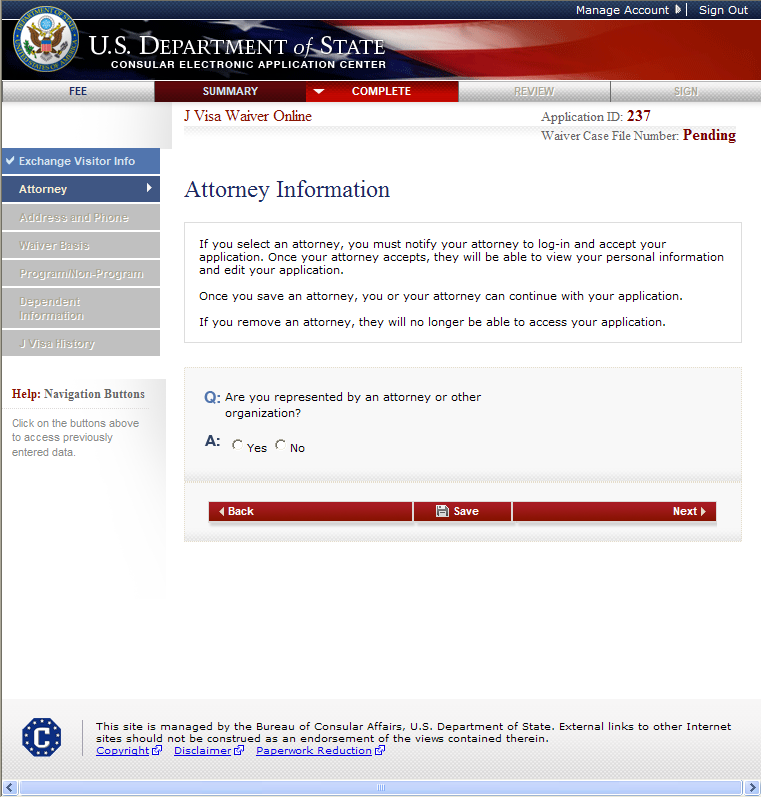 Manage Account Sign Out
U.S. DEPARTMENT of STATE
CONSULAR ELECTRONIC APPLICATION CENTER
FEE SUMMARY COMPLETE REVIEW SIGN
J Visa Waiver Online
Application ID: 237
Waiver Case File Number: Pending
Exchange Visitor Info
Attorney
Address and Phone
Waiver Basis
Program/Non-Program
Dependent
Information
J Visa History
Help: Navigation Buttons
Click on the buttons above
to access previously
entered data.
Attorney Information
If you select an attorney, you must notify your attorney to log-in and accept your
application. Once your attorney accepts, they will be able to view your personal information
and edit your application.
Once you save an attorney, you or your attorney can continue with your application.
If you remove an attorney, they will no longer be able to access your application.
Q: Are you represented by an attorney or other
organization?
A: Yes No
Back Save Next
C
This site is managed by the Bureau of Consular Affairs, U.S. Department of State. External links to other Internet
sites should not be construed as an endorsement of the views contained therein.
Copyright Disclaimer Paperwork Reduction